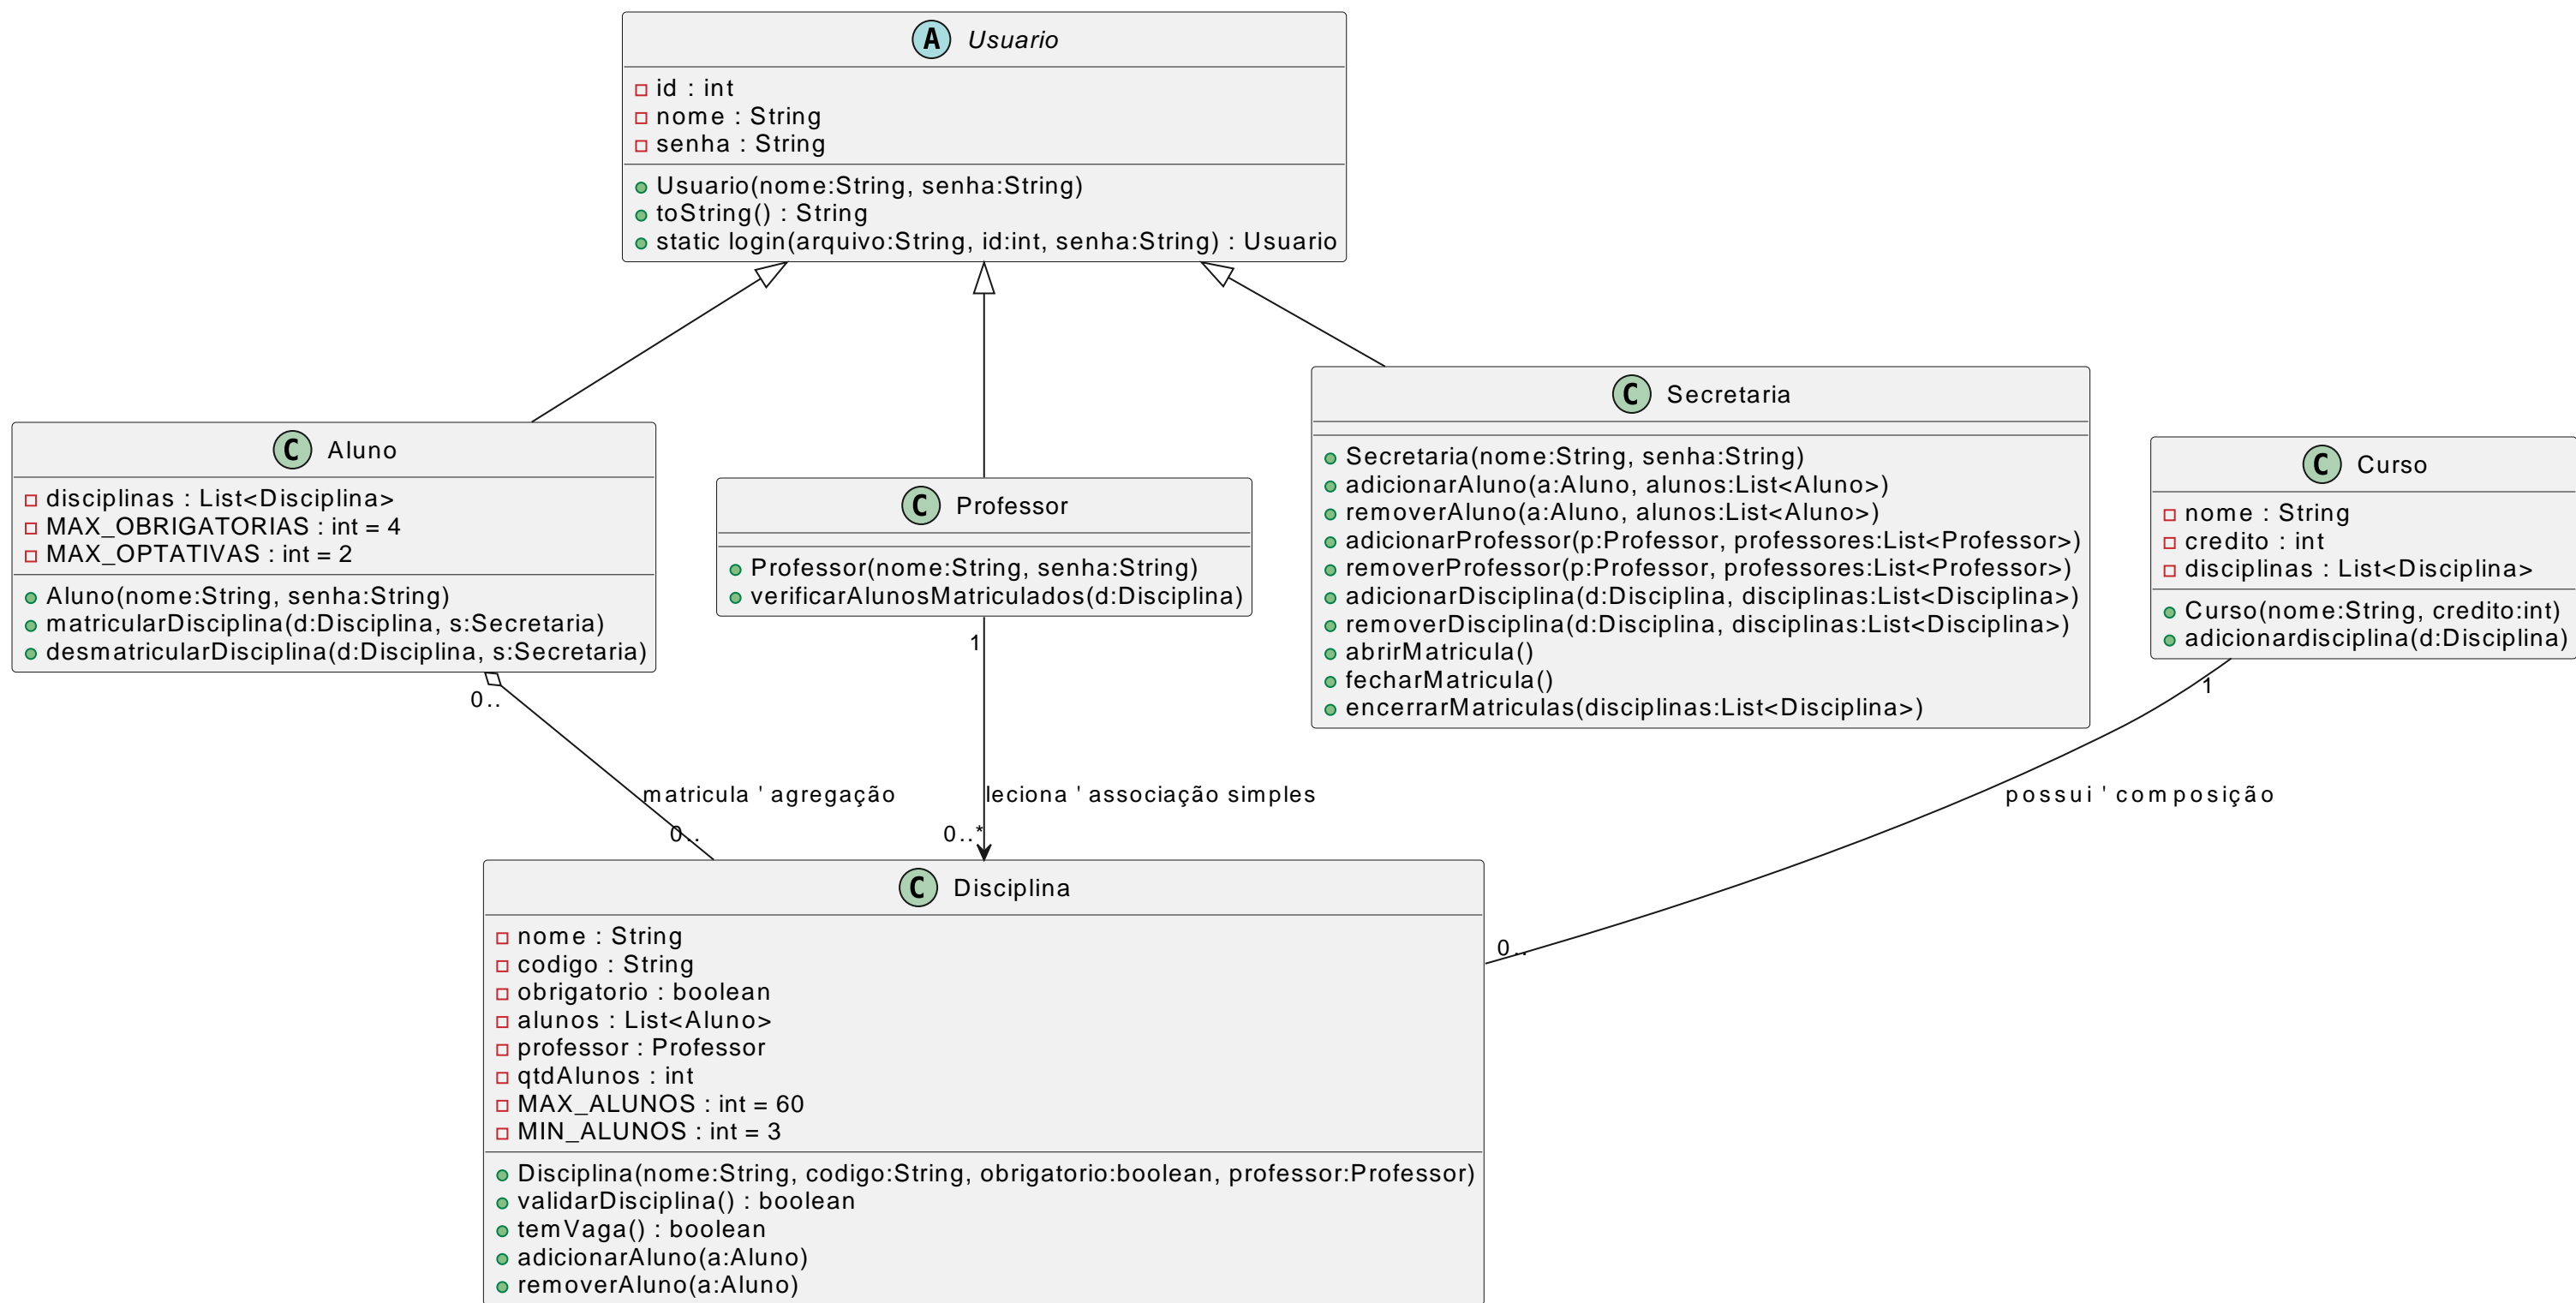 A Usuario
id : int
nome : String
senha : String
Usuario(nome:String, senha:String)
toString() : String
static login(arquivo:String, id:int, senha:String) : Usuario
C Aluno
disciplinas : List<Disciplina>
MAX_OBRIGATORIAS : int = 4
MAX_OPTATIVAS : int = 2
Aluno(nome:String, senha:String)
matricularDisciplina(d:Disciplina, s:Secretaria)
desmatricularDisciplina(d:Disciplina, s:Secretaria)
C Professor
Professor(nome:String, senha:String)
verificarAlunosMatriculados(d:Disciplina)
C Secretaria
Secretaria(nome:String, senha:String)
adicionarAluno(a:Aluno, alunos:List<Aluno>)
removerAluno(a:Aluno, alunos:List<Aluno>)
adicionarProfessor(p:Professor, professores:List<Professor>)
removerProfessor(p:Professor, professores:List<Professor>)
adicionarDisciplina(d:Disciplina, disciplinas:List<Disciplina>)
removerDisciplina(d:Disciplina, disciplinas:List<Disciplina>)
abrirMatricula()
fecharMatricula()
encerrarMatriculas(disciplinas:List<Disciplina>)
C Curso
nome : String
credito : int
disciplinas : List<Disciplina>
Curso(nome:String, credito:int)
adicionardisciplina(d:Disciplina)
0..
1
1
matricula ' agregação
leciona ' associação simples
possui ' composição
0..
0..*
0..
C Disciplina
nome : String
codigo : String
obrigatorio : boolean
alunos : List<Aluno>
professor : Professor
qtdAlunos : int
MAX_ALUNOS : int = 60
MIN_ALUNOS : int = 3
Disciplina(nome:String, codigo:String, obrigatorio:boolean, professor:Professor)
validarDisciplina() : boolean
temVaga() : boolean
adicionarAluno(a:Aluno)
removerAluno(a:Aluno)